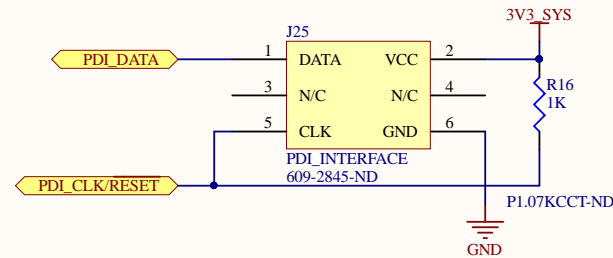 3V3_SYS
J25
PDI_DATA 1 DATA VCC 2
3 N/C N/C 4
R16
1K
5 CLK GND 6
PDI_INTERFACE
609-2845-ND
PDI_CLK/RESET
P1.07KCCT-ND
GND